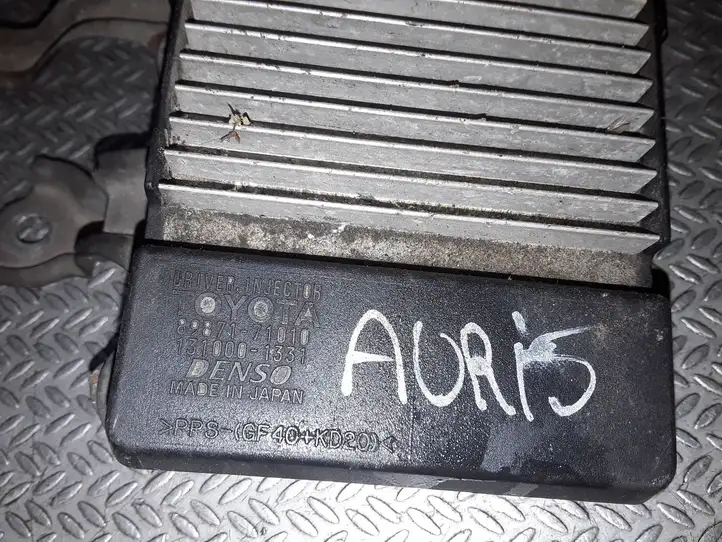 DRIVER, INJECTOR
TOYOTA
89871-71010
131000-1331
DENSO
MADE IN JAPAN
>PPS-(GF40+KD20)<
AURiS